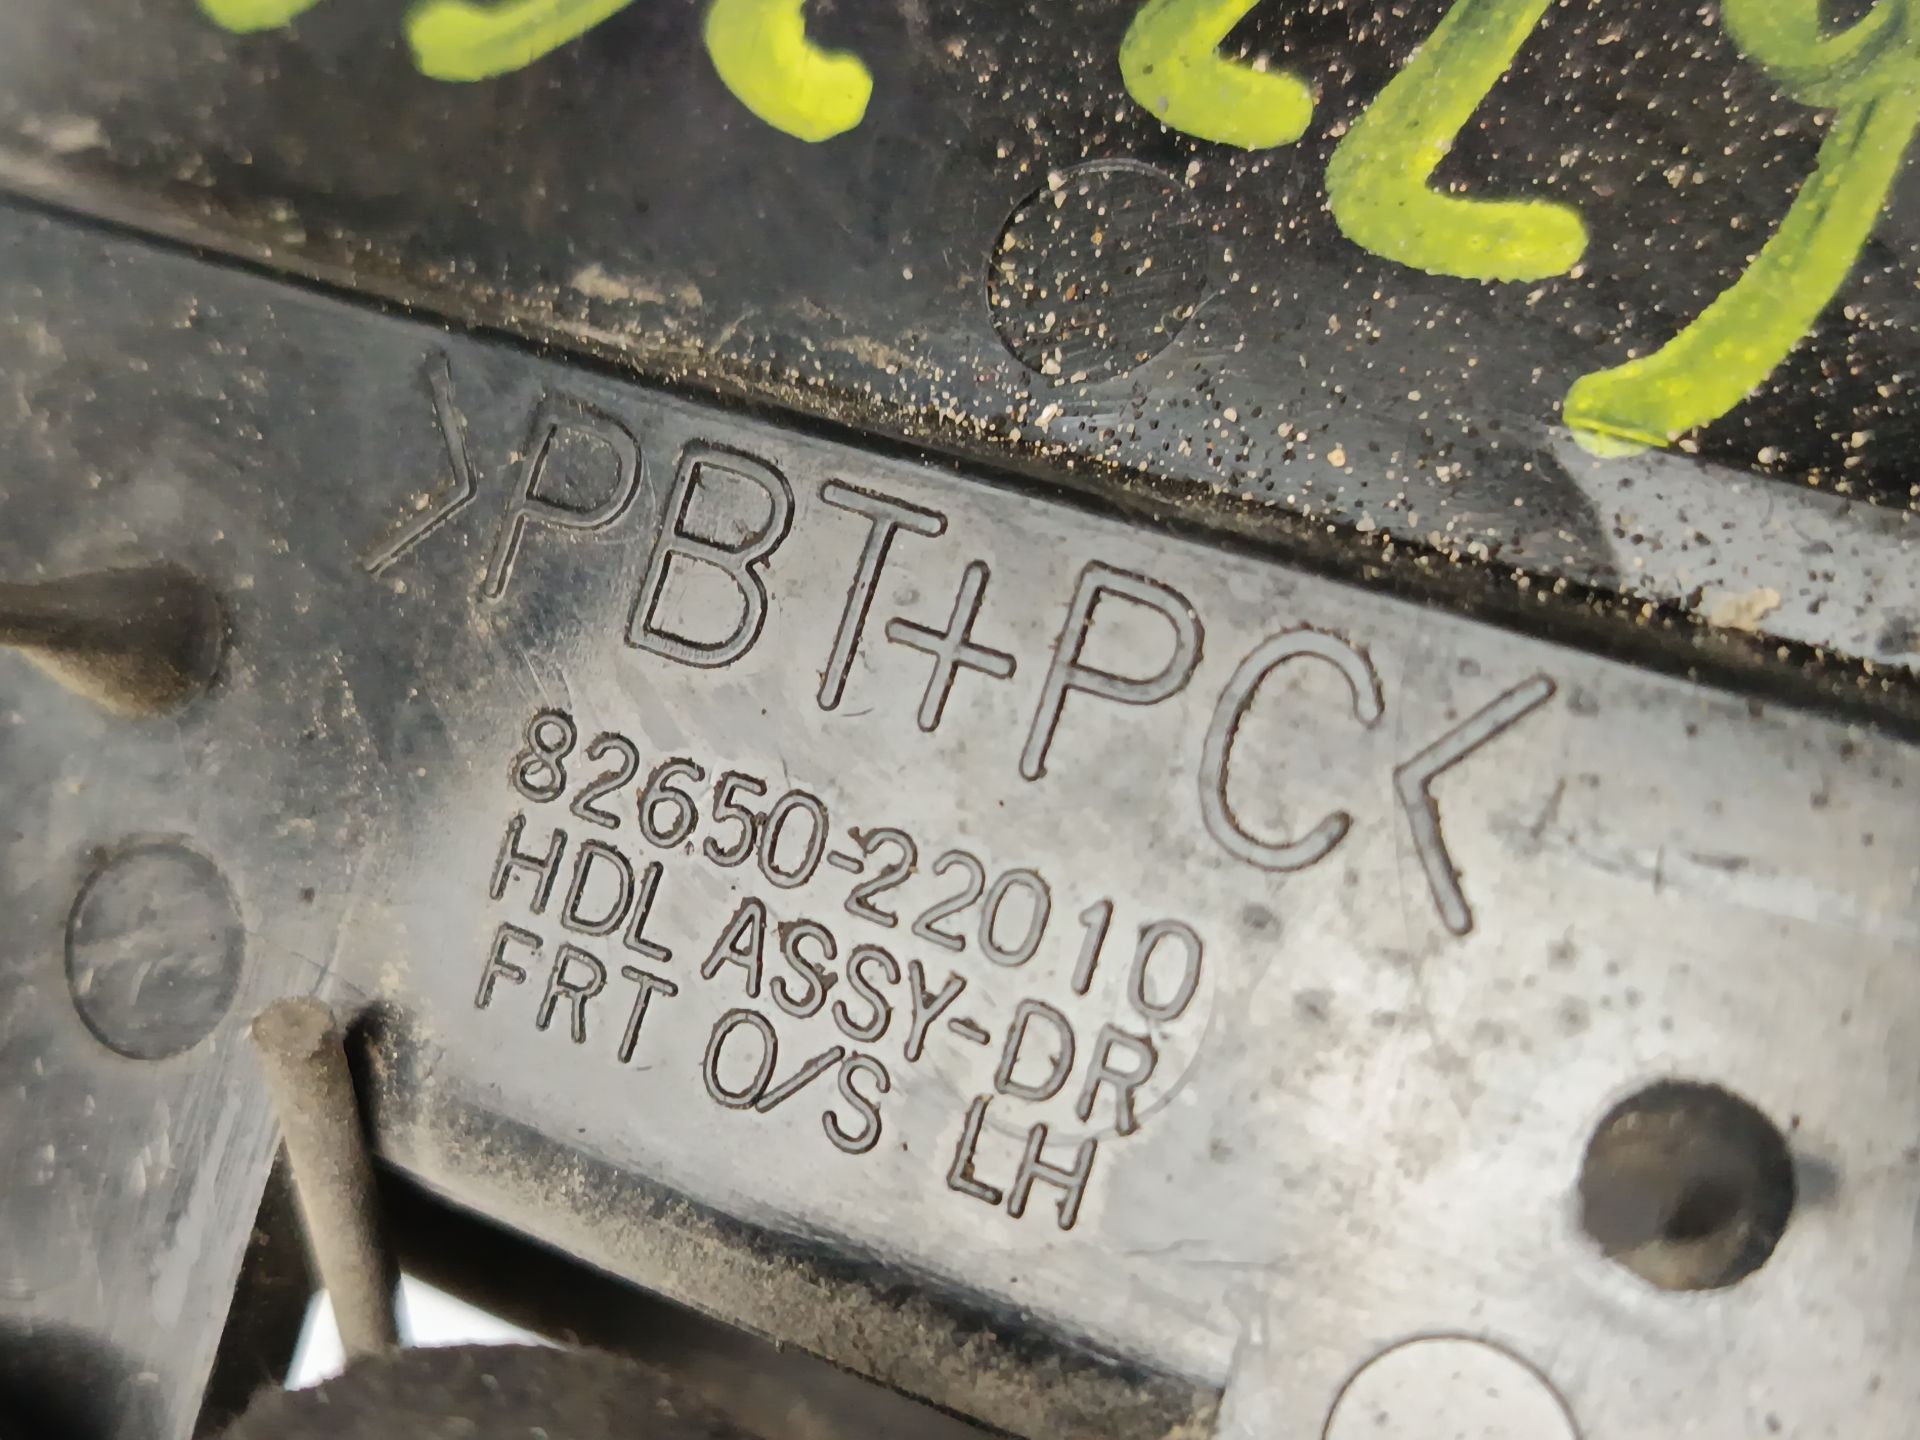 >PBT+PC<
82650-22010
HDL ASSY-DR
FRT O/S LH